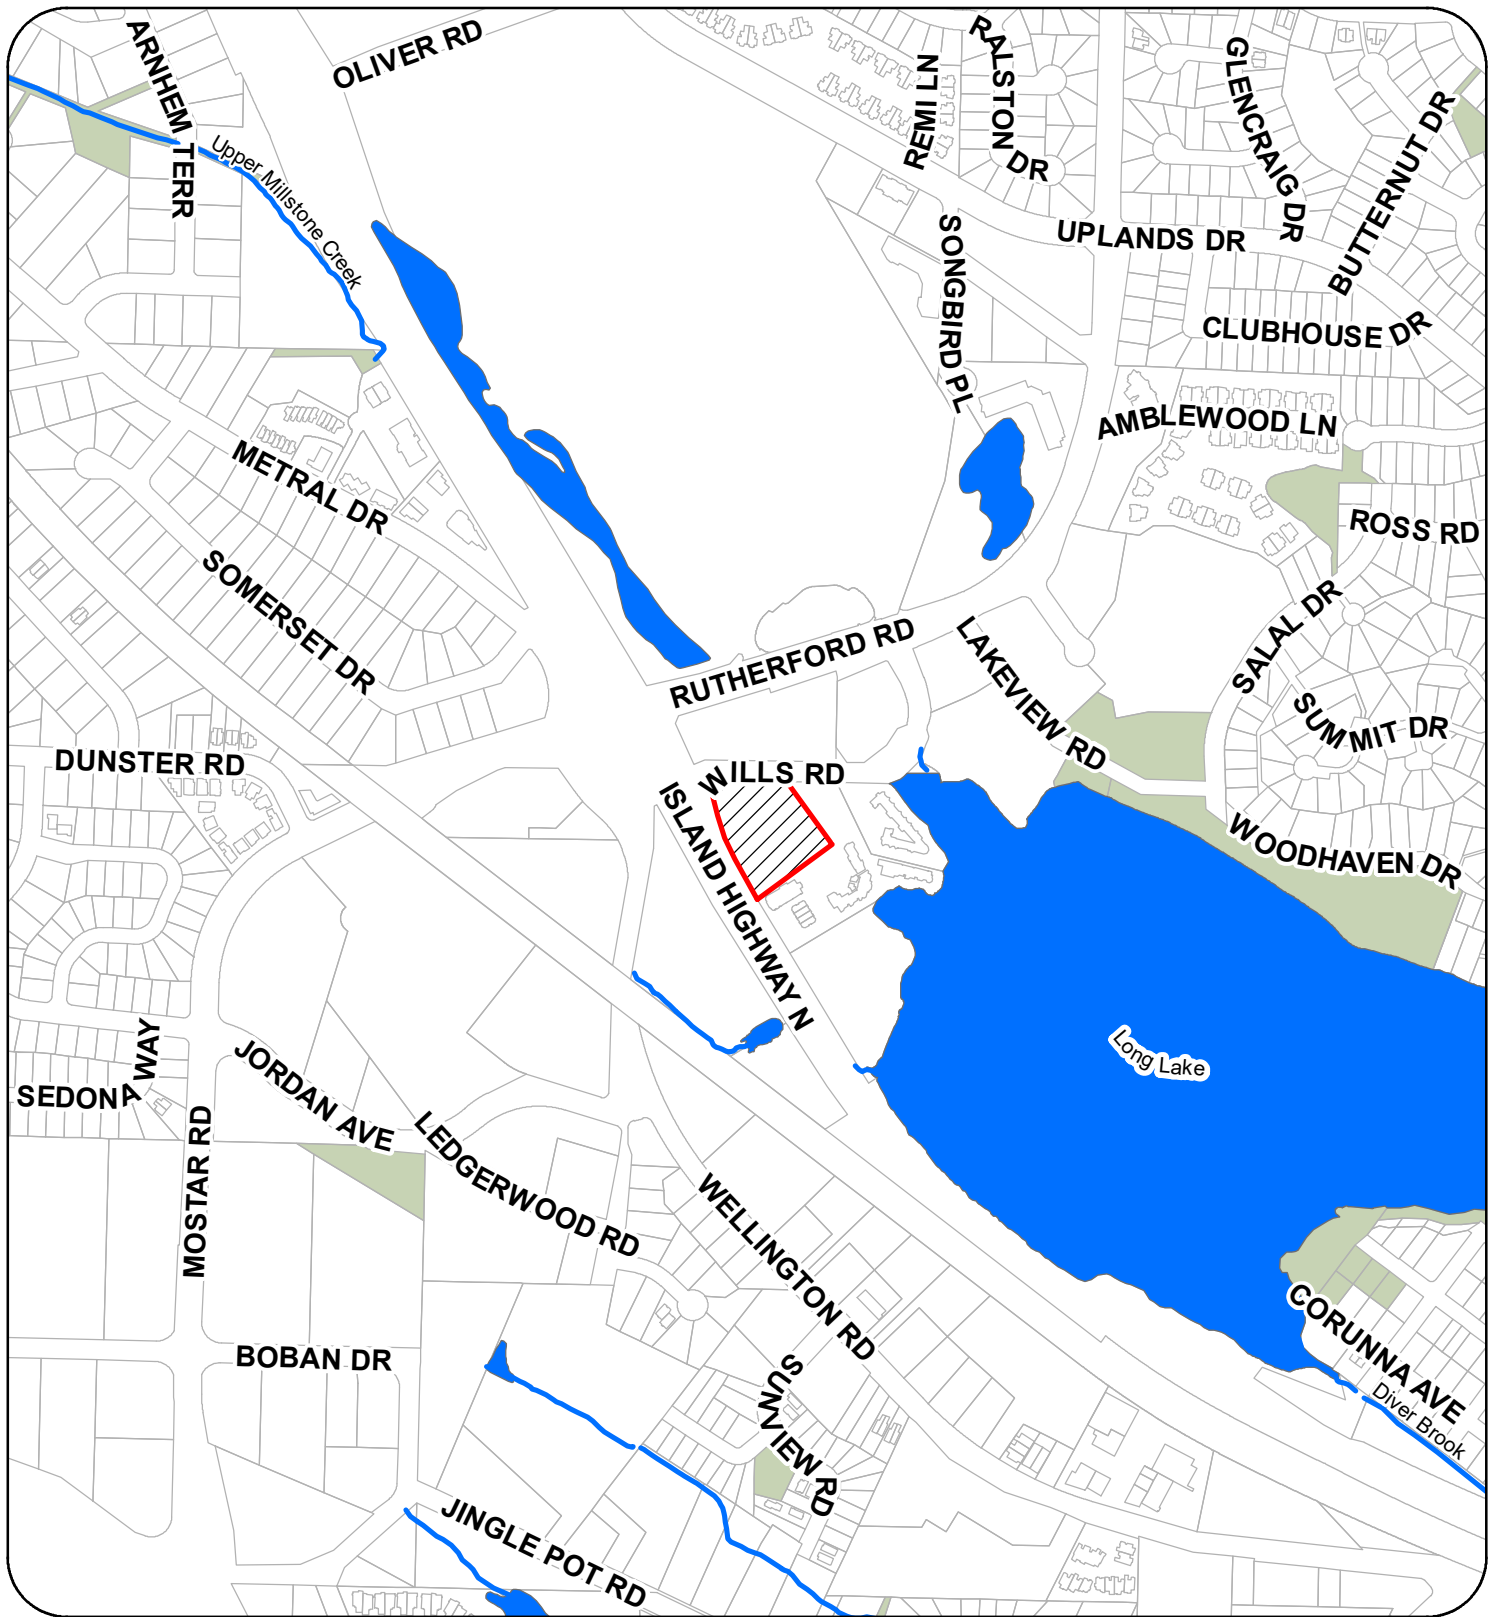 ARNHEM TERR
OLIVER RD
Upper Millstone Creek
REMI LN
RALSTON DR
GLENCRAIG DR
BUTTERNUT DR
UPLANDS DR
SONGBIRD PL
CLUBHOUSE DR
AMBLEWOOD LN
METRAL DR
ROSS RD
SOMERSET DR
RUTHERFORD RD
LAKEVIEW RD
SALAL DR
SUMMIT DR
DUNSTER RD
WILLS RD
ISLAND HIGHWAY N
WOODHAVEN DR
Long Lake
SEDONA WAY
JORDAN AVE
MOSTAR RD
LEDGERWOOD RD
WELLINGTON RD
CORUNNA AVE
Diver Brook
BOBAN DR
SUNVIEW RD
JINGLE POT RD